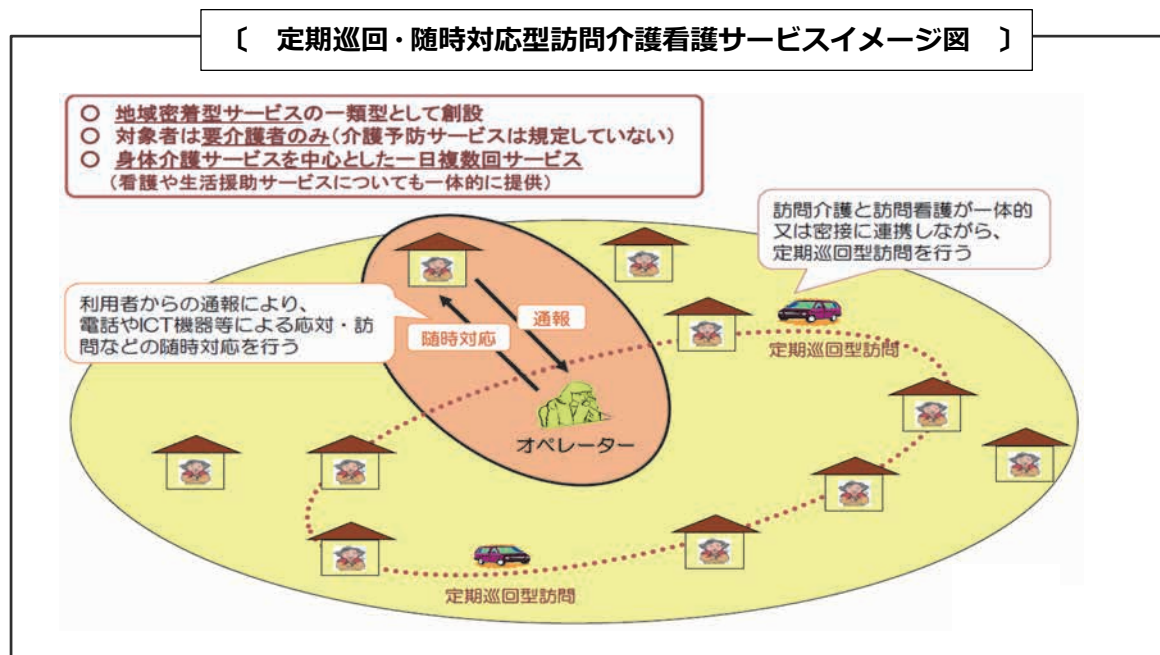 〔 定期巡回・随時対応型訪問介護看護サービスイメージ図 〕
○ 地域密着型サービスの一類型として創設
○ 対象者は要介護者のみ(介護予防サービスは規定していない)
○ 身体介護サービスを中心とした一日複数回サービス
(看護や生活援助サービスについても一体的に提供)
訪問介護と訪問看護が一体的
又は密接に連携しながら、
定期巡回型訪問を行う
利用者からの通報により、
電話やICT機器等による応対・訪
問などの随時対応を行う
通報
随時対応
定期巡回型訪問
オペレーター
定期巡回型訪問